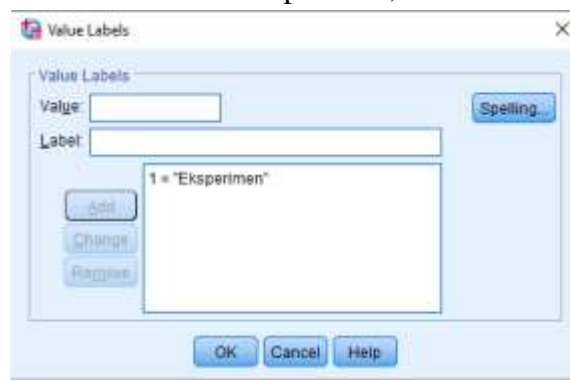 Value Labels
Value Labels
Value:
Spelling...
Label:
1 = "Eksperimen"
Add
Change
Remove
OK Cancel Help